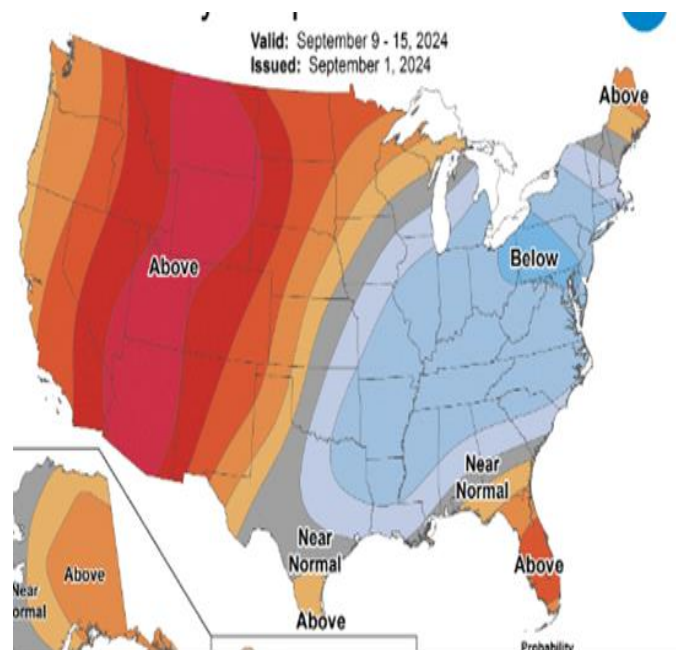 Valid: September 9 - 15, 2024
Issued: September 1, 2024
Above
Above
Below
Near
Normal
Near
Normal
Above
Above
Above
Near
Probability